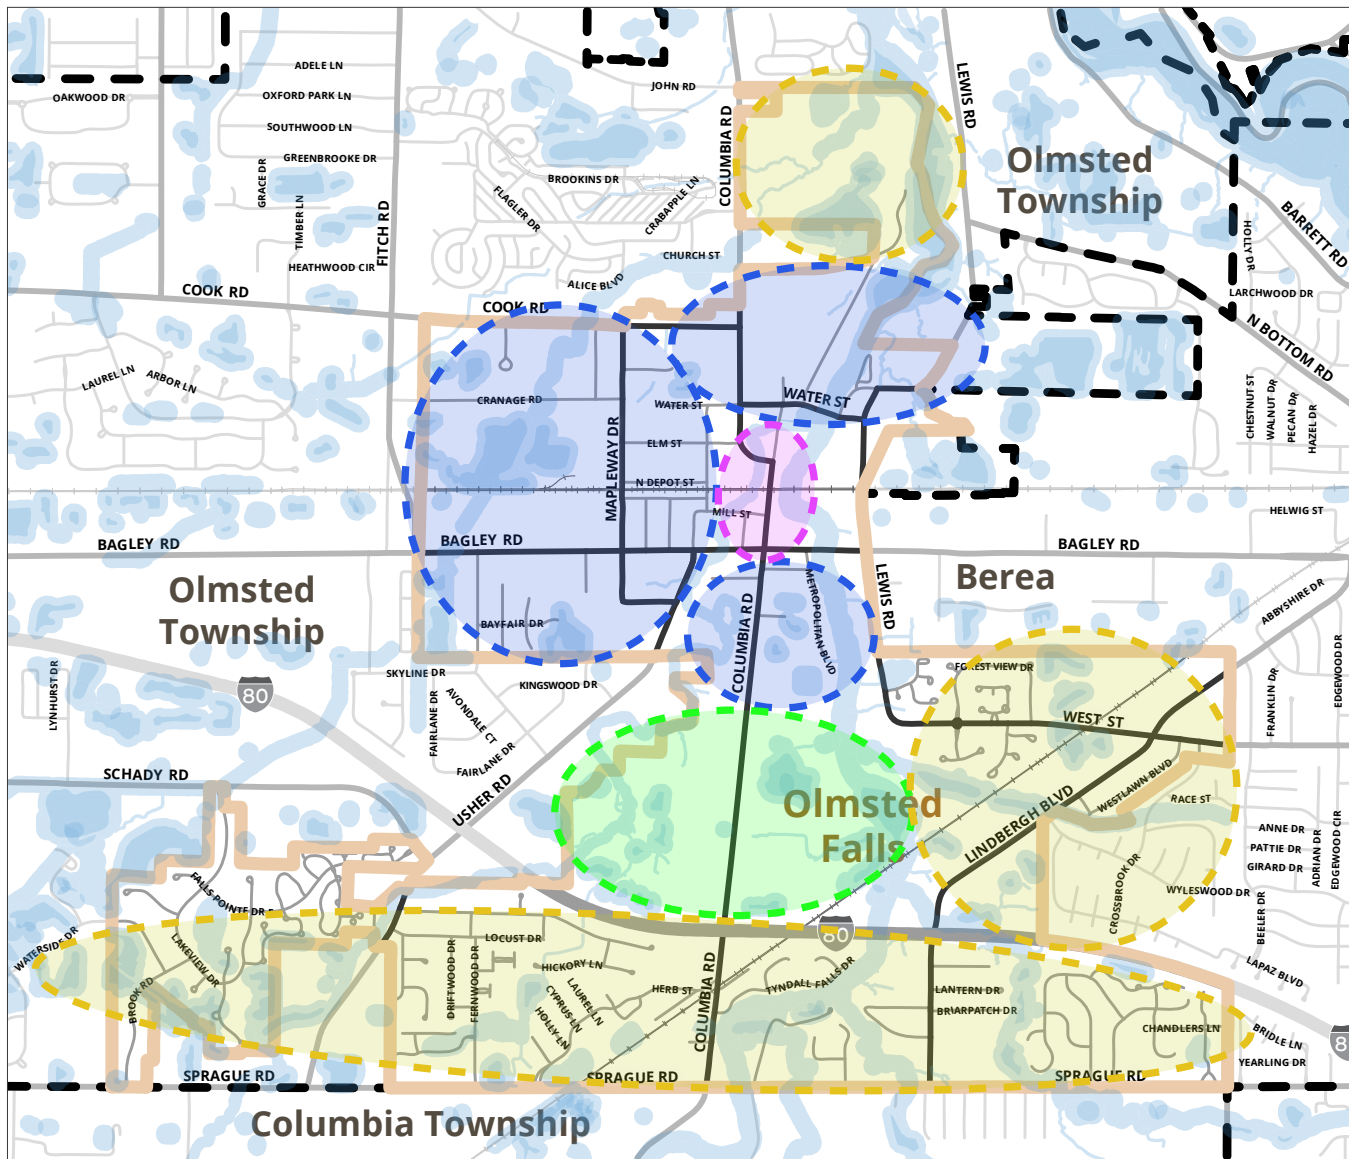 ADELE LN
OAKWOOD DR
OXFORD PARK LN
SOUTHWOOD LN
GREENBROOKE DR
GRACE DR
TIMBER LN
HEATHWOOD CIR
FITCH RD
JOHN RD
COLUMBIA RD
LEWIS RD
BROOKINS DR
FLAGLER DR
CRABAPPLE LN
CHURCH ST
ALICE BLVD
Olmsted
Township
BARRETT RD
HOLLY DR
LARCHWOOD DR
N BOTTOM RD
COOK RD
COOK RD
LAUREL LN
ARBOR LN
CRANAGE RD
WATER ST
WATER ST
ELM ST
MAPLEWAY DR
N DEPOT ST
MILL ST
CHESTNUT ST
WALNUT DR
PECAN DR
HAZEL DR
HELWIG ST
BAGLEY RD
BAGLEY RD
BAGLEY RD
Olmsted
Township
Berea
ABBYSHIRE DR
BAYFAIR DR
COLUMBIA RD
METROPOLITAN BLVD
LEWIS RD
LYNHURST DR
80
SKYLINE DR
KINGSWOOD DR
FAIRLANE DR
AVONDALE CT
FAIRLANE DR
FOREST VIEW DR
WEST ST
FRANKLIN DR
EDGEWOOD DR
SCHADY RD
USHER RD
Olmsted
Falls
LINDBERGH BLVD
WESTLAWN BLVD
RACE ST
ANNE DR
PATTIE DR
GIRARD DR
ADRIAN DR
EDGEWOOD CIR
CROSSBROOK DR
WYLESWOOD DR
BEELER DR
FALLS POINTE DR
WATERSIDE DR
LAKEVIEW DR
BROOK RD
DRIFTWOOD DR
FERNWOOD DR
LOCUST DR
HICKORY LN
LAUREL LN
CYPRUS LN
HOLLY LN
HERB ST
COLUMBIA RD
TYNDALL FALLS DR
80
LANTERN DR
BRIARPATCH DR
LAPAZ BLVD
CHANDLERS LN
BRIDLE LN
YEARLING DR
SPRAGUE RD
SPRAGUE RD
SPRAGUE RD
Columbia Township